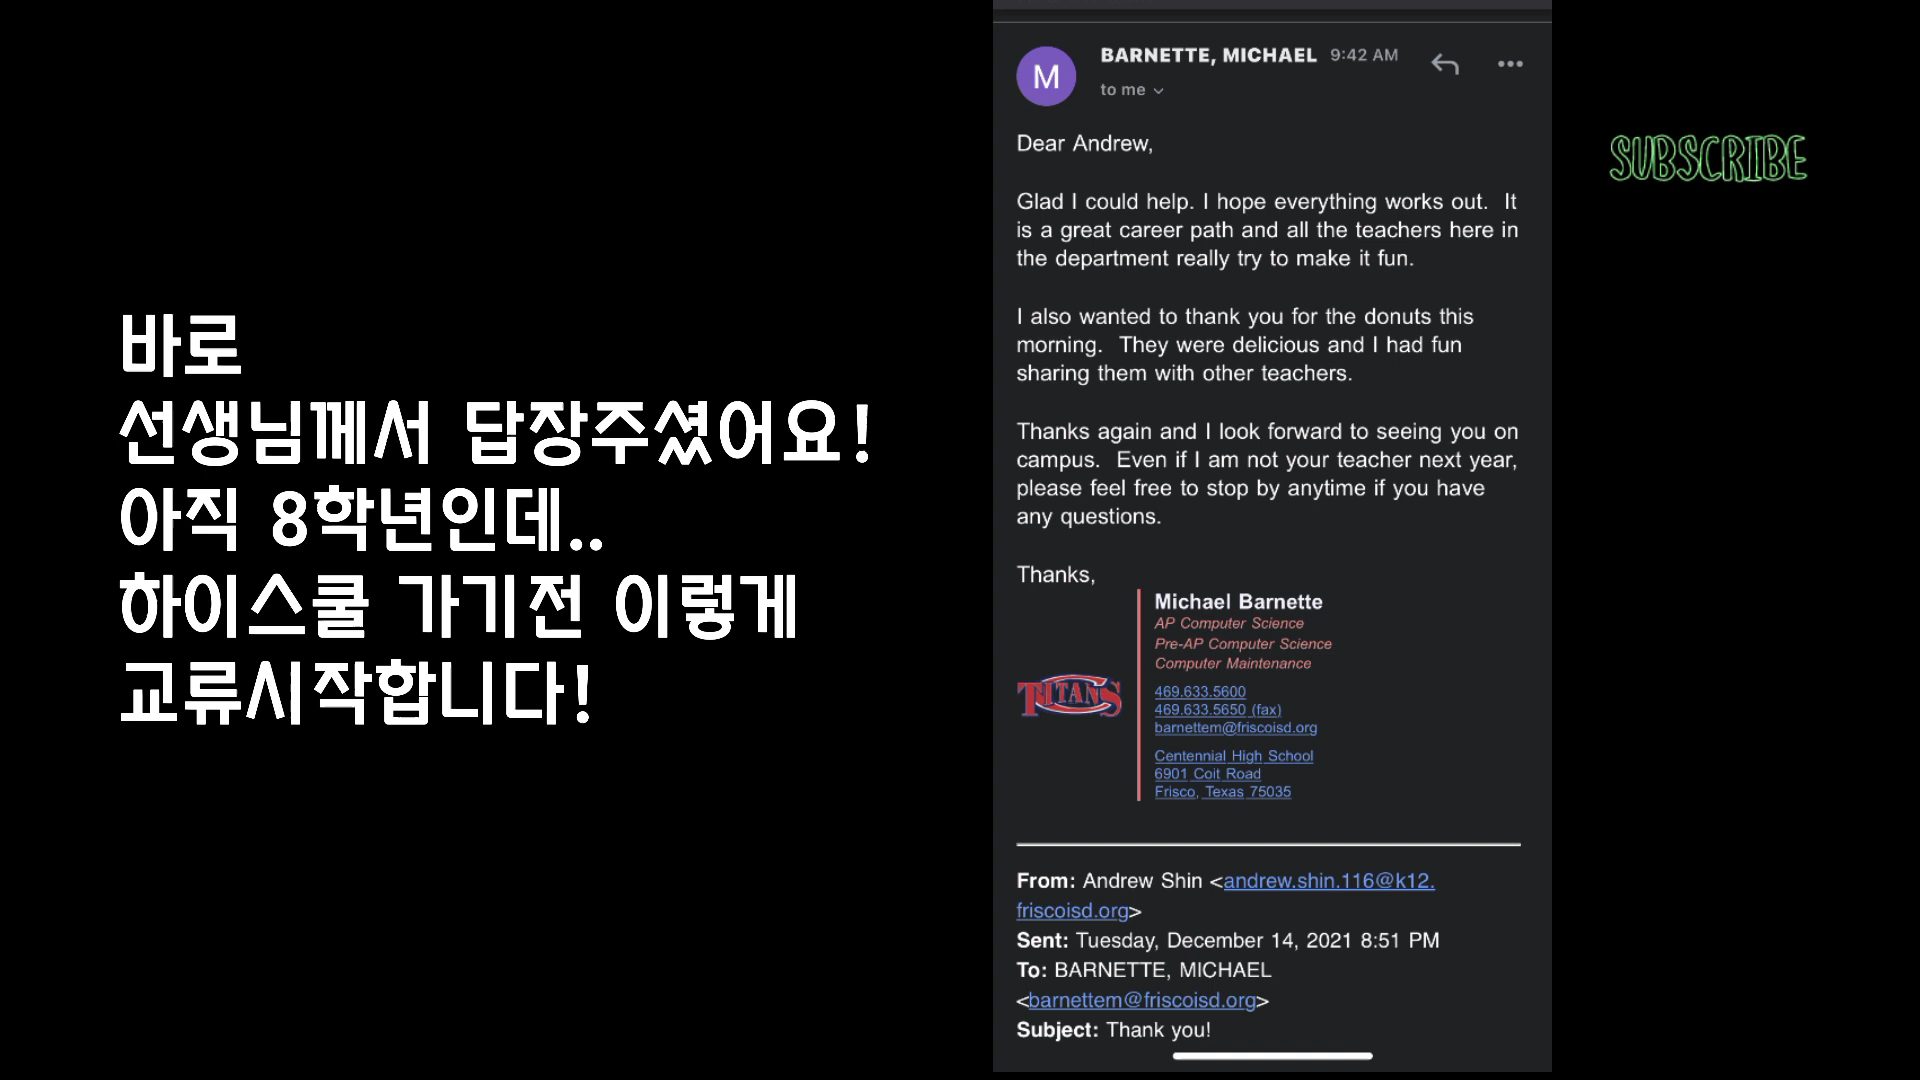 바로
선생님께서 답장주셨어요!
아직 8학년인데..
하이스쿨 가기전 이렇게
교류시작합니다!
M
BARNETTE, MICHAEL 9:42 AM
to me
Dear Andrew,
Glad I could help. I hope everything works out. It
is a great career path and all the teachers here in
the department really try to make it fun.
I also wanted to thank you for the donuts this
morning. They were delicious and I had fun
sharing them with other teachers.
Thanks again and I look forward to seeing you on
campus. Even if I am not your teacher next year,
please feel free to stop by anytime if you have
any questions.
Thanks,
TITANS
Michael Barnette
AP Computer Science
Pre-AP Computer Science
Computer Maintenance
469.633.5600
469.633.5650 (fax)
barnettem@friscoisd.org
Centennial High School
6901 Coit Road
Frisco, Texas 75035
From: Andrew Shin <andrew.shin.116@k12.
friscoisd.org>
Sent: Tuesday, December 14, 2021 8:51 PM
To: BARNETTE, MICHAEL
<barnettem@friscoisd.org>
Subject: Thank you!
SUBSCRIBE